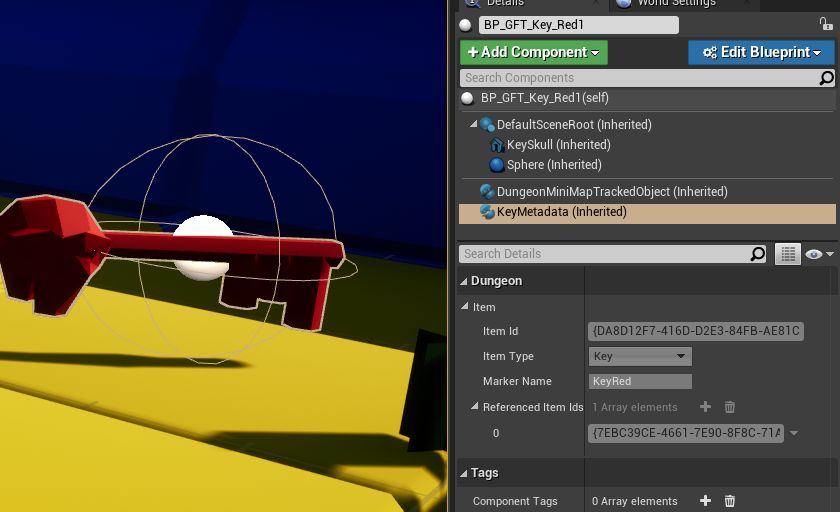 Details
World Settings
BP_GFT_Key_Red1
+Add Component
Edit Blueprint
Search Components
BP_GFT_Key_Red1(self)
DefaultSceneRoot (Inherited)
KeySkull (Inherited)
Sphere (Inherited)
DungeonMiniMapTrackedObject (Inherited)
KeyMetadata (Inherited)
Search Details
Dungeon
Item
Item Id {DA8D12F7-416D-D2E3-84FB-AE81C
Item Type Key
Marker Name KeyRed
Referenced Item Ids 1 Array elements
0 {7EBC39CE-4661-7E90-8F8C-71A
Tags
Component Tags 0 Array elements